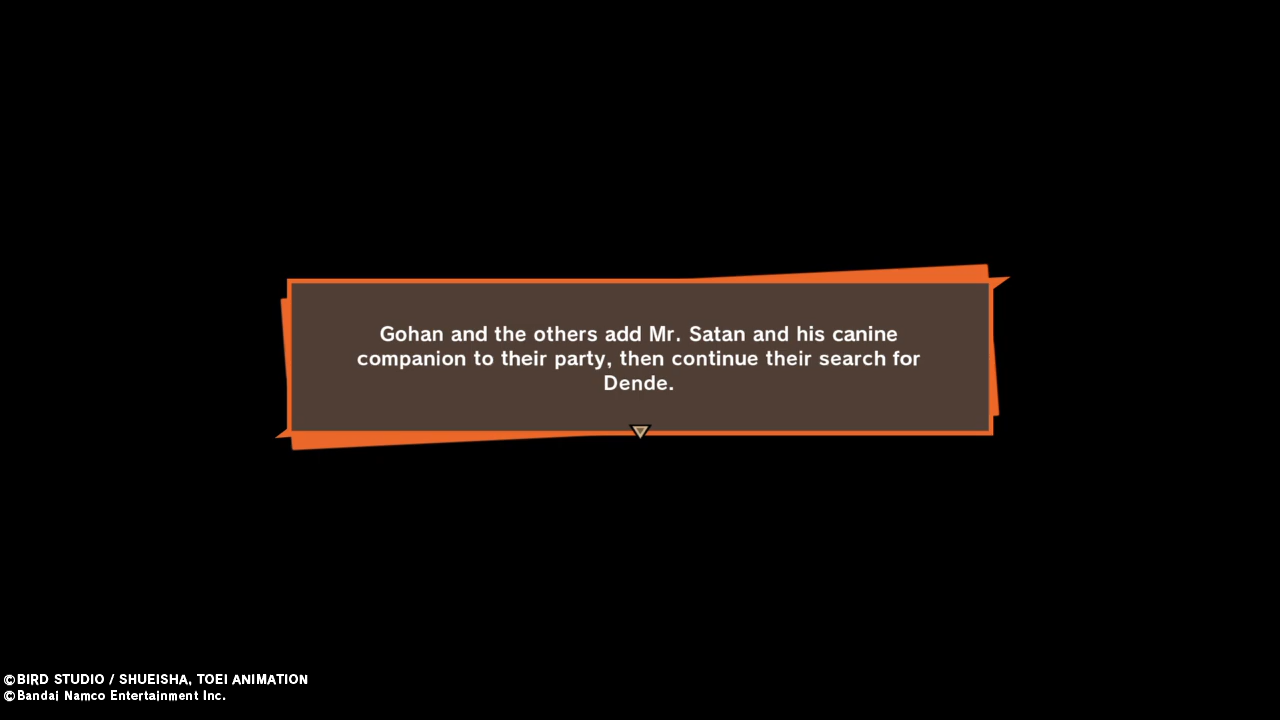 Gohan and the others add Mr. Satan and his canine
companion to their party, then continue their search for
Dende.
©BIRD STUDIO / SHUEISHA, TOEI ANIMATION
©Bandai Namco Entertainment Inc.